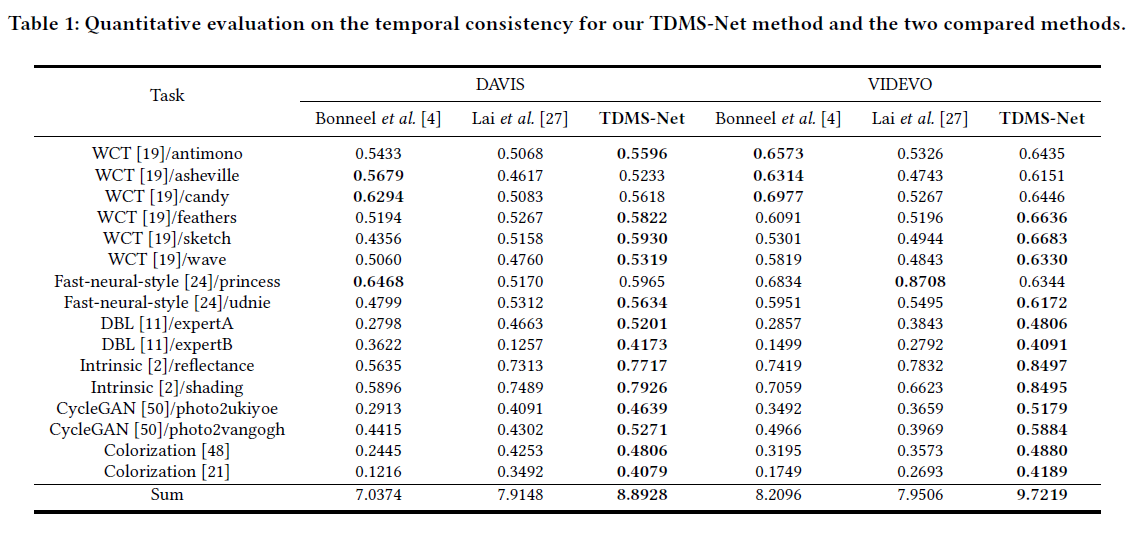 Table 1: Quantitative evaluation on the temporal consistency for our TDMS-Net method and the two compared methods.
Task DAVIS VIDEVO
Bonneel et al. [4] Lai et al. [27] TDMS-Net Bonneel et al. [4] Lai et al. [27] TDMS-Net
WCT [19]/antimono 0.5433 0.5068 0.5596 0.6573 0.5326 0.6435
WCT [19]/asheville 0.5679 0.4617 0.5233 0.6314 0.4743 0.6151
WCT [19]/candy 0.6294 0.5083 0.5618 0.6977 0.5267 0.6446
WCT [19]/feathers 0.5194 0.5267 0.5822 0.6091 0.5196 0.6636
WCT [19]/sketch 0.4356 0.5158 0.5930 0.5301 0.4944 0.6683
WCT [19]/wave 0.5060 0.4760 0.5319 0.5819 0.4843 0.6330
Fast-neural-style [24]/princess 0.6468 0.5170 0.5965 0.6834 0.8708 0.6344
Fast-neural-style [24]/udnie 0.4799 0.5312 0.5634 0.5951 0.5495 0.6172
DBL [11]/expertA 0.2798 0.4663 0.5201 0.2857 0.3843 0.4806
DBL [11]/expertB 0.3622 0.1257 0.4173 0.1499 0.2792 0.4091
Intrinsic [2]/reflectance 0.5635 0.7313 0.7717 0.7419 0.7832 0.8497
Intrinsic [2]/shading 0.5896 0.7489 0.7926 0.7059 0.6623 0.8495
CycleGAN [50]/photo2ukiyoe 0.2913 0.4091 0.4639 0.3492 0.3659 0.5179
CycleGAN [50]/photo2vangogh 0.4415 0.4302 0.5271 0.4966 0.3969 0.5884
Colorization [48] 0.2445 0.4253 0.4806 0.3195 0.3573 0.4880
Colorization [21] 0.1216 0.3492 0.4079 0.1749 0.2693 0.4189
Sum 7.0374 7.9148 8.8928 8.2096 7.9506 9.7219